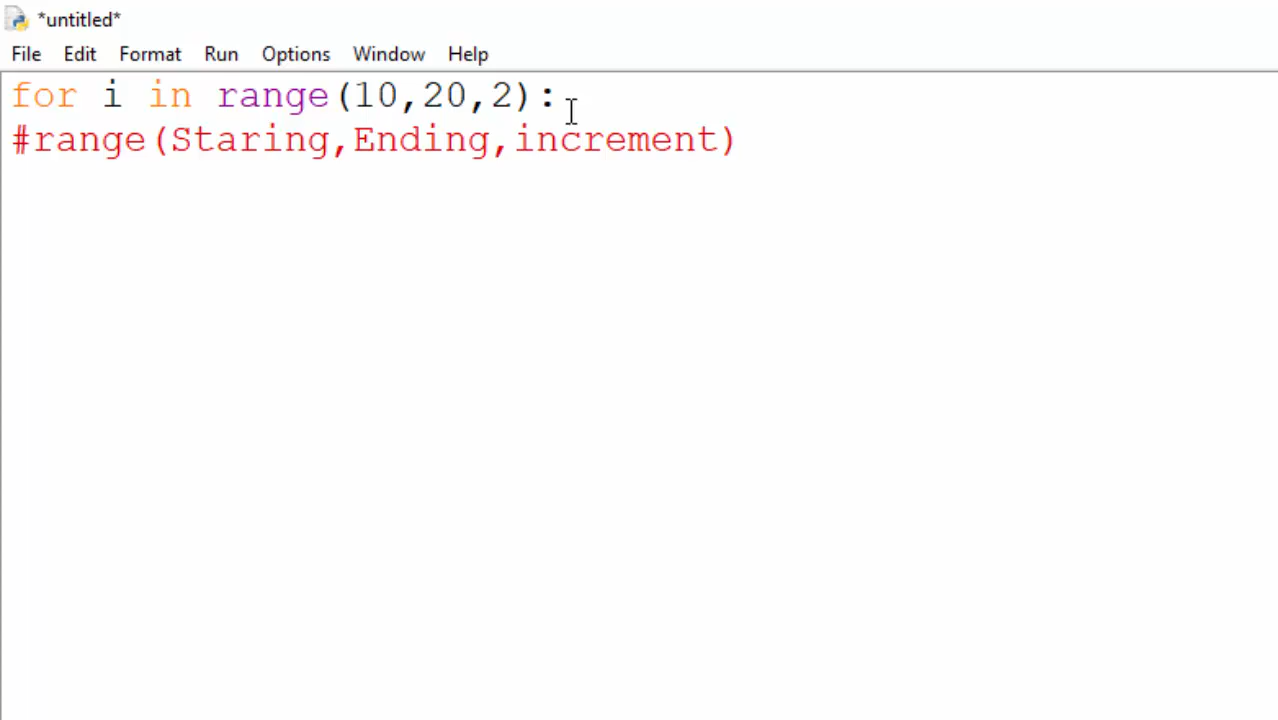 *untitled*
File Edit Format Run Options Window Help
for i in range(10,20,2):
#range(Staring,Ending,increment)